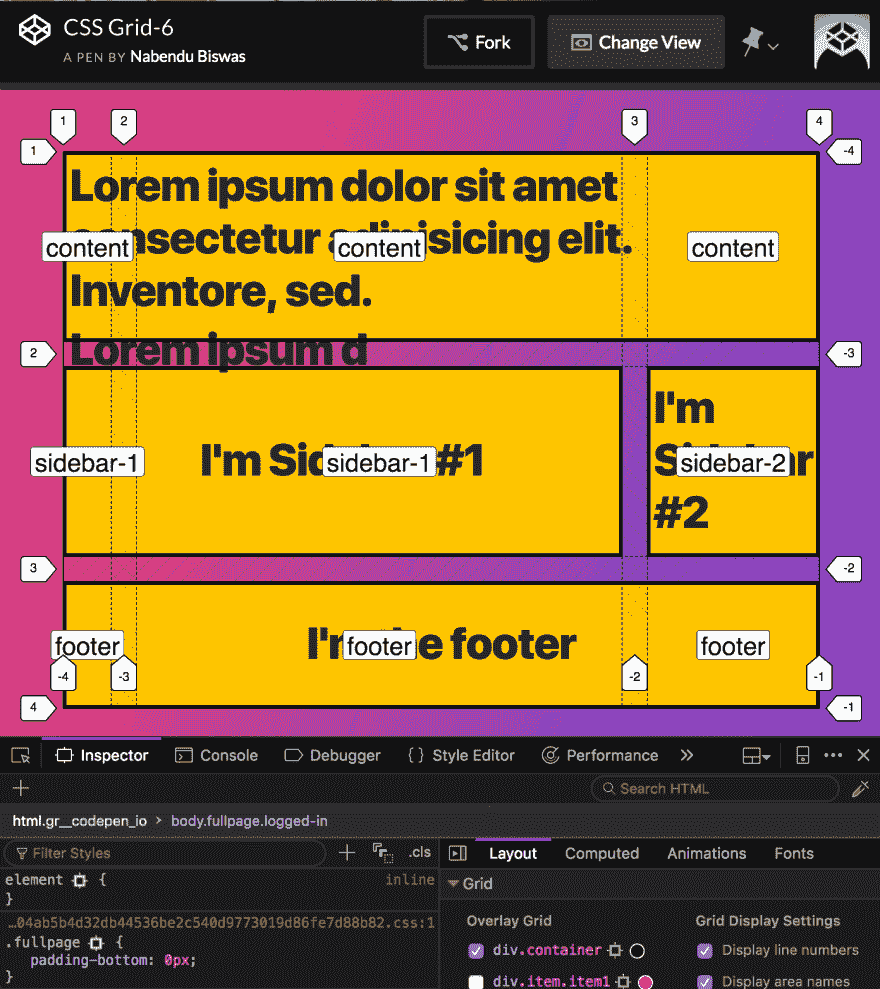 CSS Grid-6
A PEN BY Nabendu Biswas
Fork
Change View
1
2
3
4
1
-4
Lorem ipsum dolor sit amet
consectetur adipisicing elit.
content
content
content
Inventore, sed.
Lorem ipsum d
2
-3
I'm Sidebar #1
sidebar-1
sidebar-1
I'm
Sidebar
sidebar-2
#2
3
-2
I'm the footer
footer
footer
footer
-4
-3
-2
-1
4
-1
Inspector
Console
Debugger
{ } Style Editor
Performance
Search HTML
html.gr__codepen_io > body.fullpage.logged-in
Filter Styles
.cls
Layout
Computed
Animations
Fonts
element {
inline
}
Grid
…04ab5b4d32db44536be2c540d9773019d86fe7d88b82.css:1
.fullpage {
padding-bottom: 0px;
}
Overlay Grid
Grid Display Settings
div.container
Display line numbers
div.item.item1
Display area names